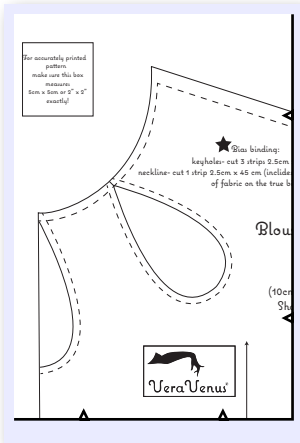 For accurately printed
pattern
make sure this box
measures:
5cm x 5cm or 2" x 2"
exactly!
Bias binding:
keyholes- cut 3 strips 2.5cm
neckline- cut 1 strip 2.5cm x 45 cm (include
of fabric on the true b
Blou
(10cm
Sh
Vera Venus